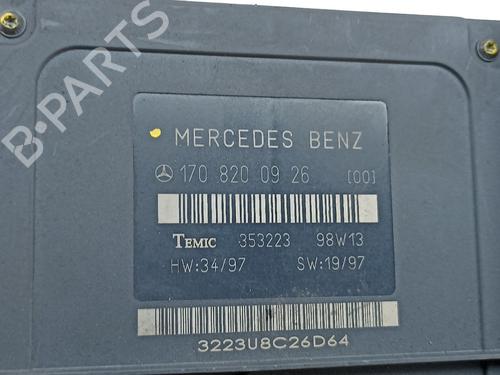 B-PARTS
MERCEDES BENZ
170 820 09 26 [00]
TEMIC 353223 98W13
HW:34/97 SW:19/97
3223U8C26D64